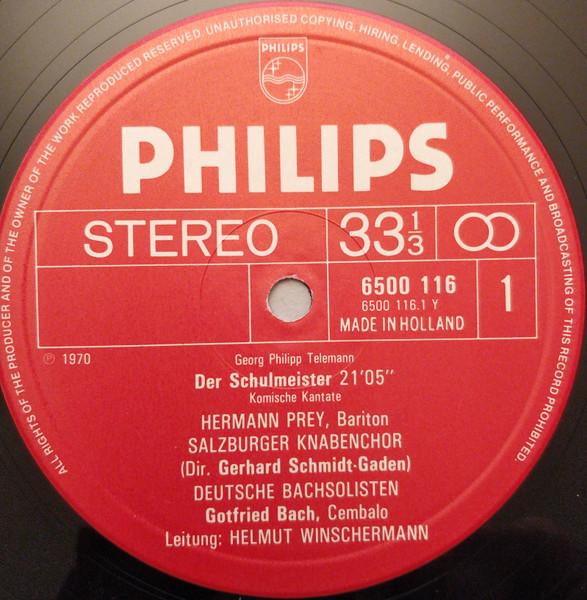 ALL RIGHTS OF THE PRODUCER AND OF THE OWNER OF THE WORK REPRODUCED RESERVED. UNAUTHORISED COPYING, HIRING, LENDING, PUBLIC PERFORMANCE AND BROADCASTING OF THIS RECORD PROHIBITED.
PHILIPS
PHILIPS
STEREO 33 1/3
6500 116
6500 116.1 Y
MADE IN HOLLAND
1
℗ 1970
Georg Philipp Telemann
Der Schulmeister 21'05"
Komische Kantate
HERMANN PREY, Bariton
SALZBURGER KNABENCHOR
(Dir. Gerhard Schmidt-Gaden)
DEUTSCHE BACHSOLISTEN
Gotfried Bach, Cembalo
Leitung: HELMUT WINSCHERMANN